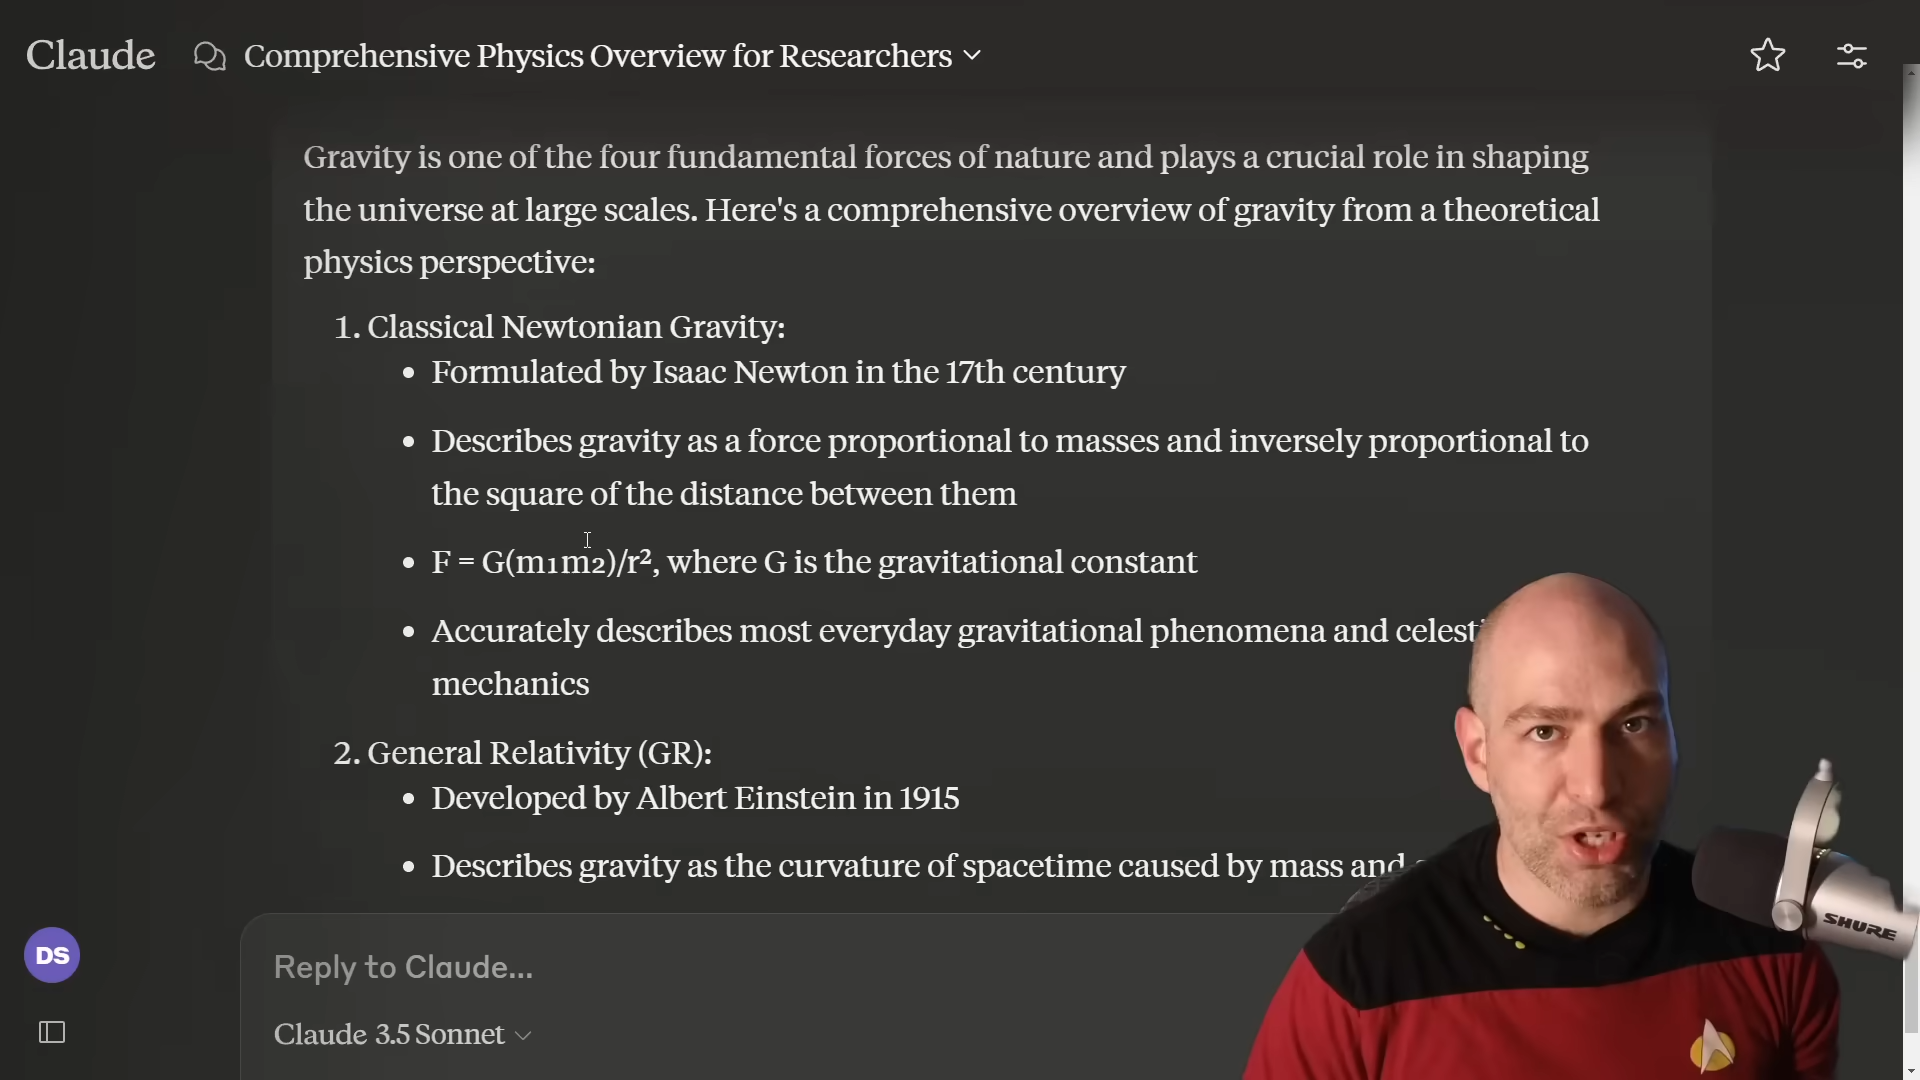 Claude
Comprehensive Physics Overview for Researchers
Gravity is one of the four fundamental forces of nature and plays a crucial role in shaping
the universe at large scales. Here's a comprehensive overview of gravity from a theoretical
physics perspective:
1. Classical Newtonian Gravity:
• Formulated by Isaac Newton in the 17th century
• Describes gravity as a force proportional to masses and inversely proportional to
the square of the distance between them
• F = G(m₁m₂)/r², where G is the gravitational constant
• Accurately describes most everyday gravitational phenomena and
mechanics
2. General Relativity (GR):
• Developed by Albert Einstein in 1915
• Describes gravity as the curvature of spacetime caused by mass and
DS
Reply to Claude...
Claude 3.5 Sonnet
SHURE